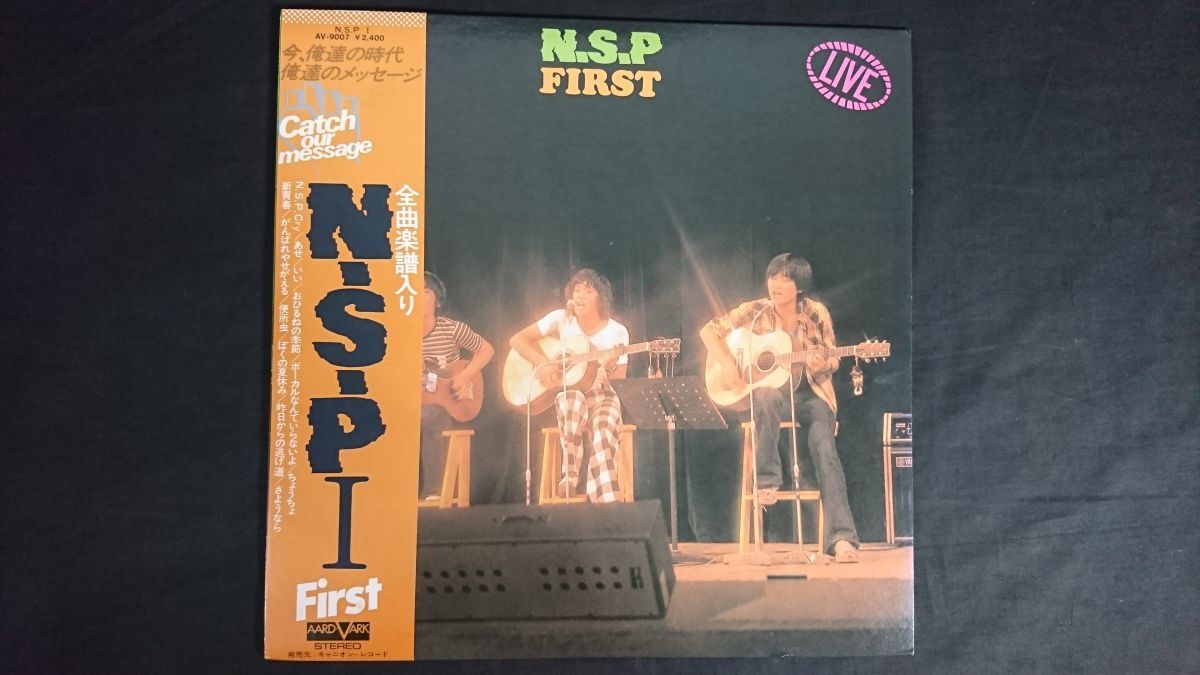 N.S.P I
AV-9007 ¥2,400
今、俺達の時代
俺達のメッセージ
Catch
our
message
全曲楽譜入り
N.S.P I
N.S.P Cry/あせ/いい/おひるねの季節/ボーカルなんていらないよ/ちょうちょ
新青春/がんばれやせがえる/便所虫/ぼくの夏休み/昨日からの逃げ道/さようなら
First
AARD-VARK
STEREO
発売元：キャニオン・レコード
N.S.P
FIRST
LIVE